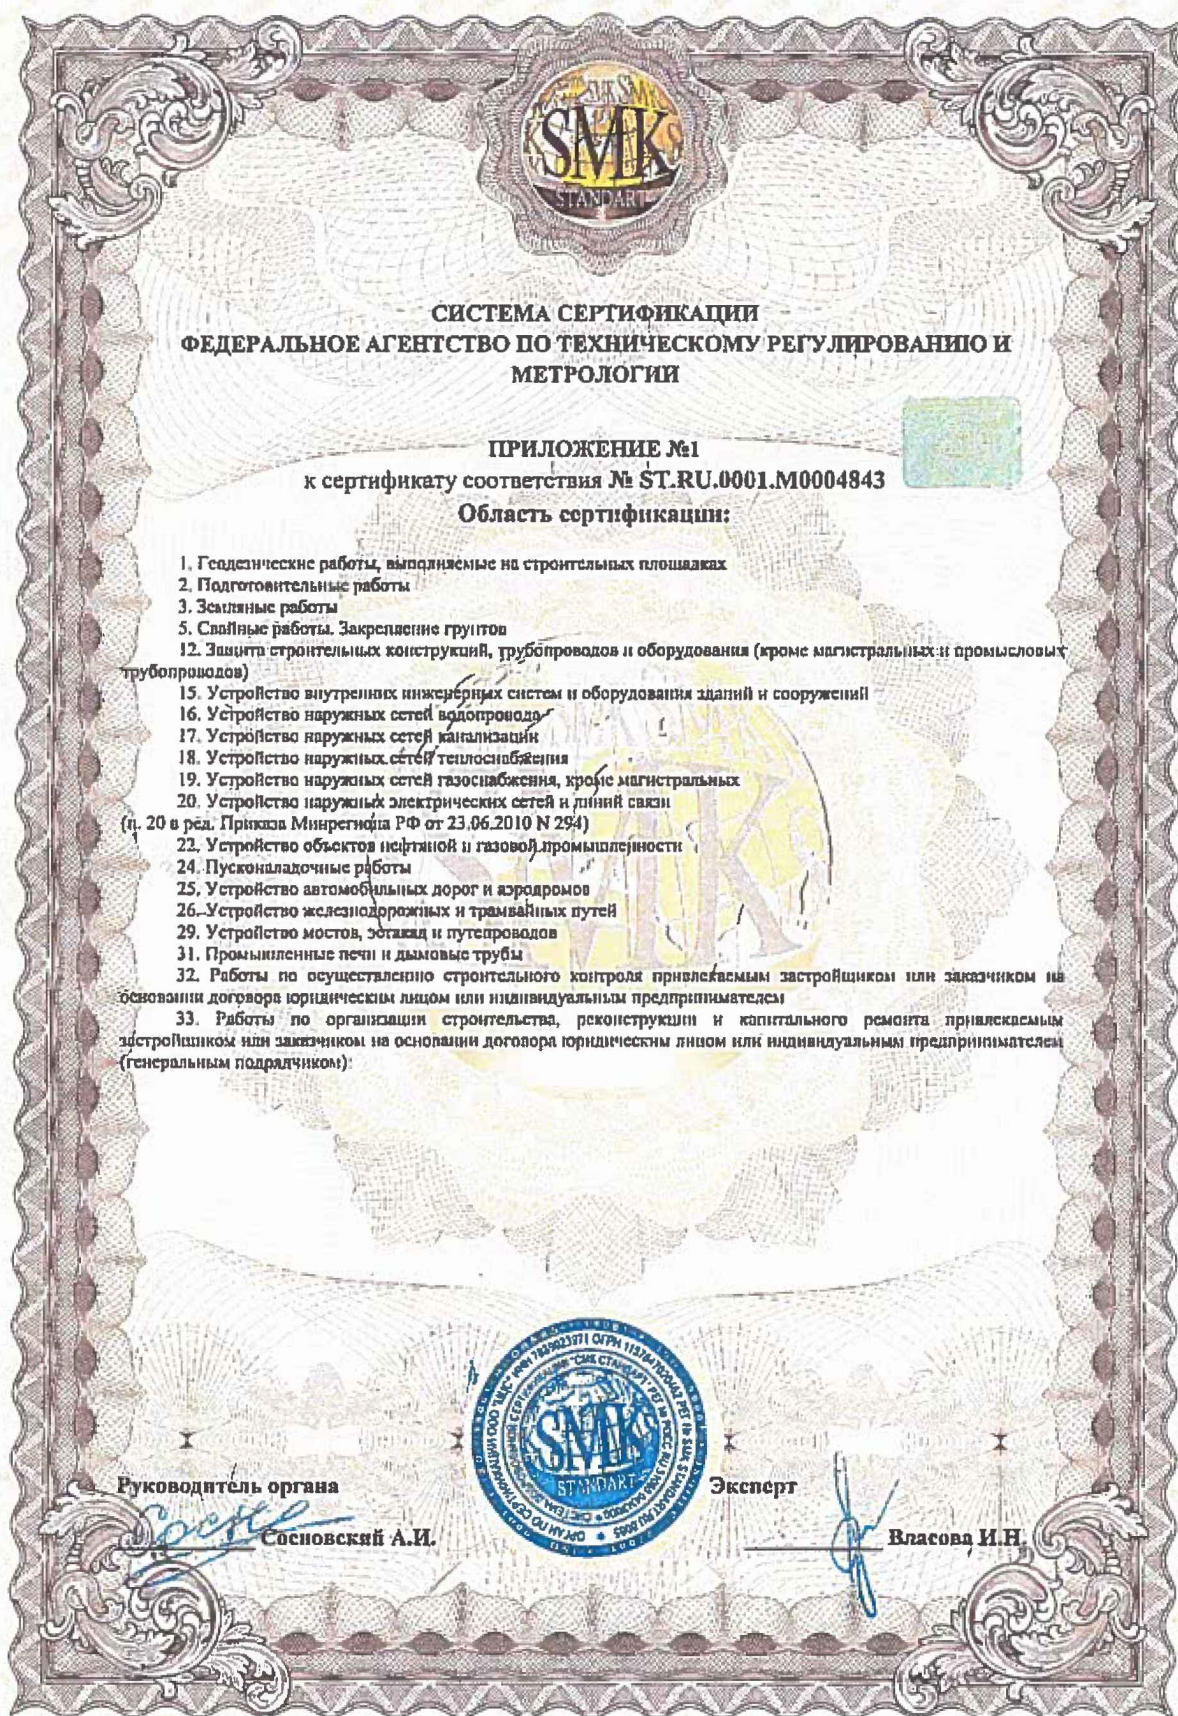 SMK
STANDART
СИСТЕМА СЕРТИФИКАЦИИ
ФЕДЕРАЛЬНОЕ АГЕНТСТВО ПО ТЕХНИЧЕСКОМУ РЕГУЛИРОВАНИЮ И
МЕТРОЛОГИИ
ПРИЛОЖЕНИЕ №1
к сертификату соответствия № ST.RU.0001.M0004843
Область сертификации:
1. Геодезические работы, выполняемые на строительных площадках
2. Подготовительные работы
3. Земляные работы
5. Свайные работы. Закрепление грунтов
12. Защита строительных конструкций, трубопроводов и оборудования (кроме магистральных и промысловых
трубопроводов)
15. Устройство внутренних инженерных систем и оборудования зданий и сооружений
16. Устройство наружных сетей водопровода
17. Устройство наружных сетей канализации
18. Устройство наружных сетей теплоснабжения
19. Устройство наружных сетей газоснабжения, кроме магистральных
20. Устройство наружных электрических сетей и линий связи
(п. 20 в ред. Приказа Минрегиона РФ от 23.06.2010 N 294)
22. Устройство объектов нефтяной и газовой промышленности
24. Пусконаладочные работы
25. Устройство автомобильных дорог и аэродромов
26. Устройство железнодорожных и трамвайных путей
29. Устройство мостов, эстакад и путепроводов
31. Промышленные печи и дымовые трубы
32. Работы по осуществлению строительного контроля привлекаемым застройщиком или заказчиком на
основании договора юридическим лицом или индивидуальным предпринимателем
33. Работы по организации строительства, реконструкции и капитального ремонта привлекаемым
застройщиком или заказчиком на основании договора юридическим лицом или индивидуальным предпринимателем
(генеральным подрядчиком):
SMK
STANDART
Руководитель органа
Сосновский А.И.
Эксперт
Власова И.Н.